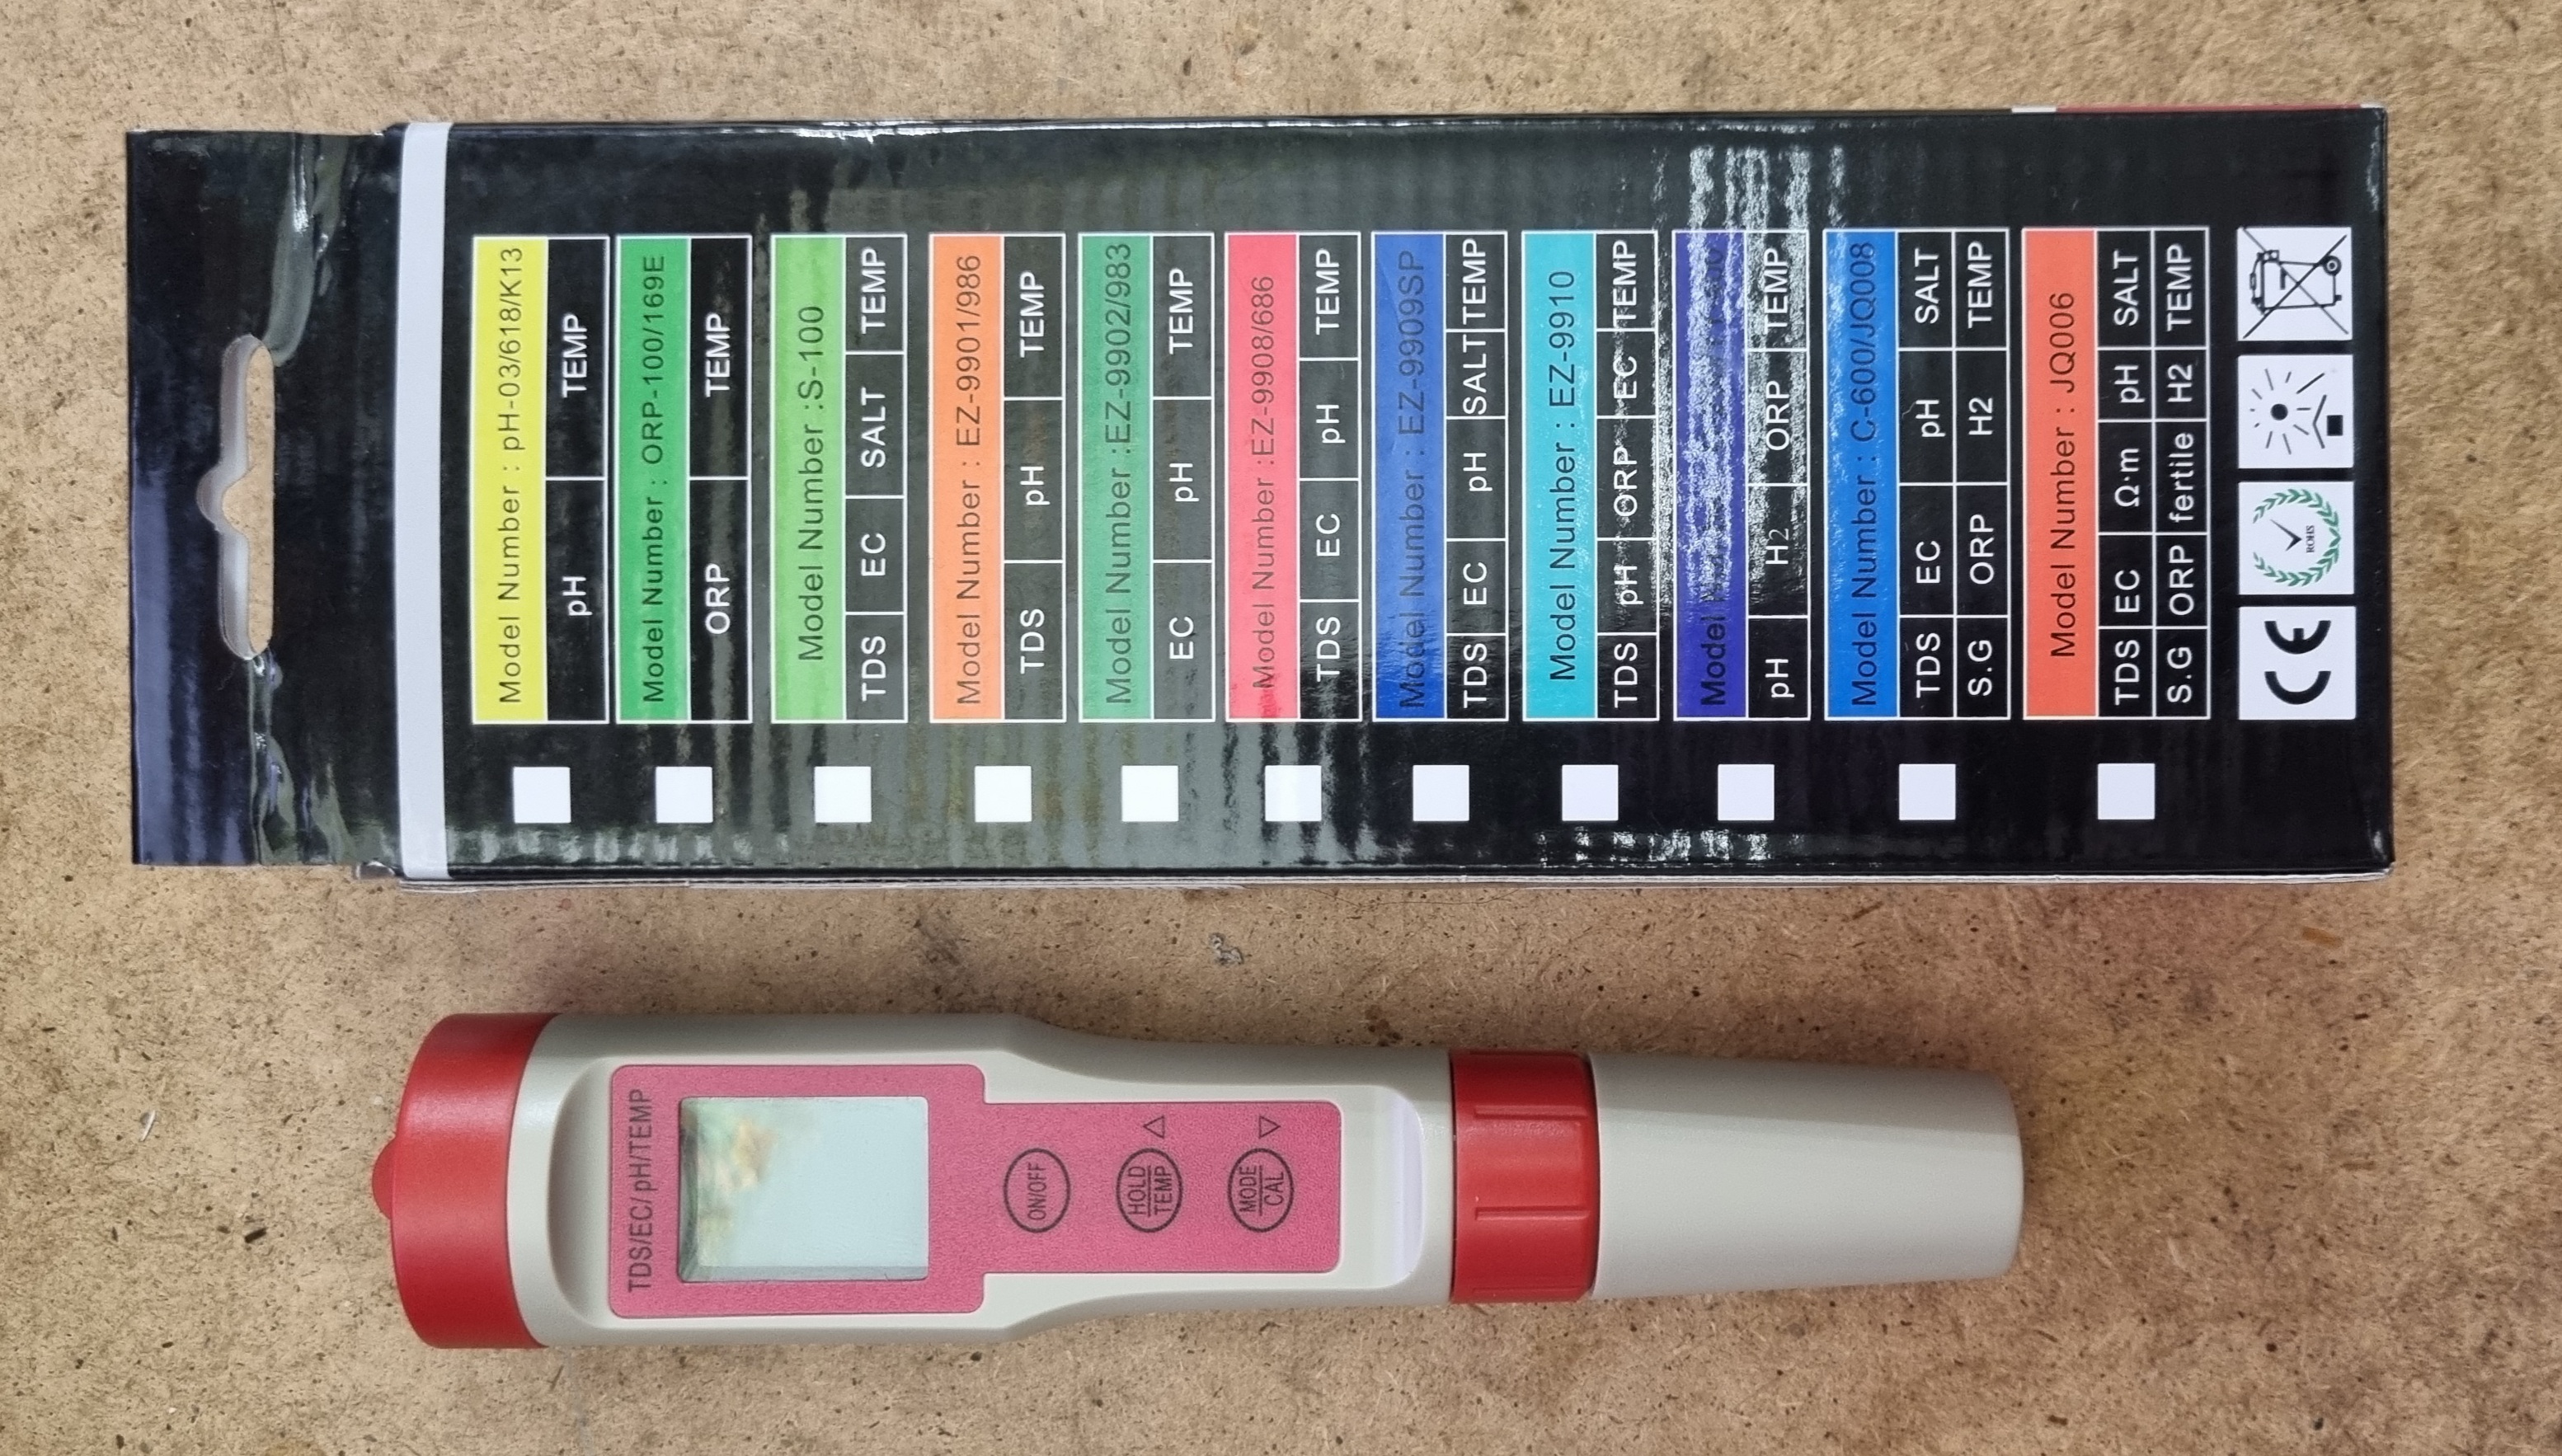 Model Number : pH-03/618/K13
pH TEMP
Model Number : ORP-100/169E
ORP TEMP
Model Number :S-100
TDS EC SALT TEMP
Model Number : EZ-9901/986
TDS pH TEMP
Model Number :EZ-9902/983
EC pH TEMP
Model Number :EZ-9908/686
TDS EC pH TEMP
Model Number : EZ-9909SP
TDS EC pH SALT TEMP
Model Number : EZ-9910
TDS pH ORP EC TEMP
Model
pH H2 ORP TEMP
Model Number : C-600/JQ008
TDS EC pH SALT
S.G ORP H2 TEMP
Model Number : JQ006
TDS EC Ω·m pH SALT
S.G ORP fertile H2 TEMP
CE
ROHS
TDS/EC/pH/TEMP
ON/OFF
HOLD
TEMP
MODE
CAL